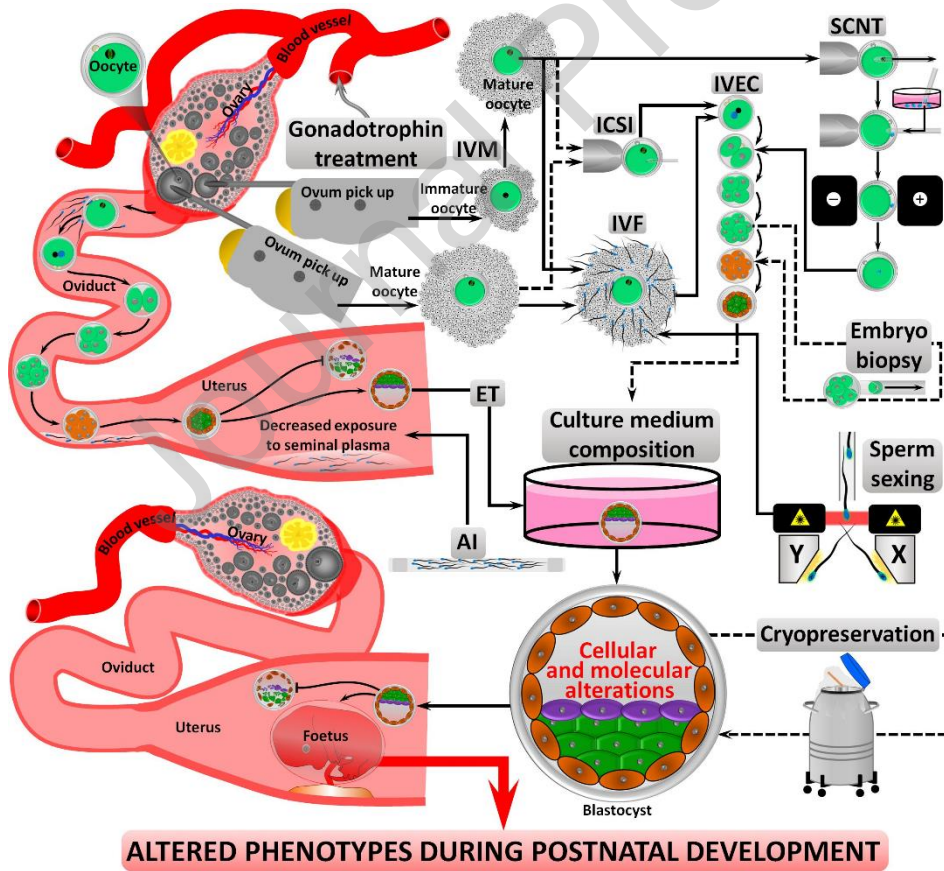 Journal Pre
Blood vessel
SCNT
Oocyte
Ovary
Mature
oocyte
IVEC
ICSI
Gonadotrophin
treatment
IVM
Ovum pick up
Immature
oocyte
−
+
IVF
Ovum pick up
Mature
oocyte
Oviduct
Embryo
biopsy
Uterus
ET
Decreased exposure
to seminal plasma
Culture medium
composition
Sperm
sexing
AI
Y
X
Blood vessel
Ovary
Oviduct
Cellular
and molecular
alterations
Cryopreservation
Uterus
Foetus
Blastocyst
ALTERED PHENOTYPES DURING POSTNATAL DEVELOPMENT